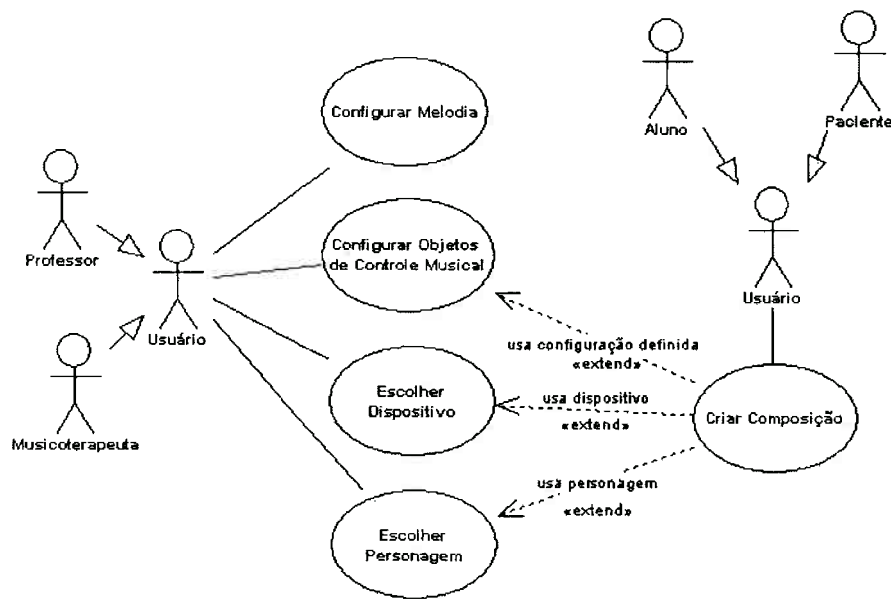 Aluno
Paciente
Configurar Melodia
Professor
Configurar Objetos
de Controle Musical
Usuário
Usuário
usa configuração definida
«extend»
Musicoterapeuta
Escolher
Dispositivo
usa dispositivo
«extend»
Criar Composição
usa personagem
«extend»
Escolher
Personagem